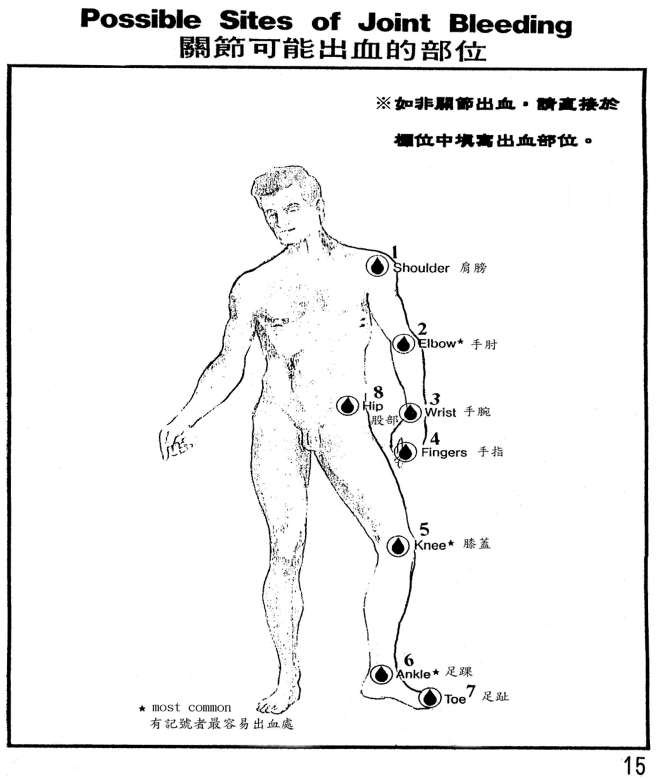 Possible Sites of Joint Bleeding
關節可能出血的部位
※如非關節出血，請直接於
欄位中填寫出血部位。
1
Shoulder 肩膀
2
Elbow★ 手肘
8
Hip
股部
3
Wrist 手腕
4
Fingers 手指
5
Knee★ 膝蓋
6
Ankle★ 足踝
Toe 7 足趾
★ most common
有記號者最容易出血處
15